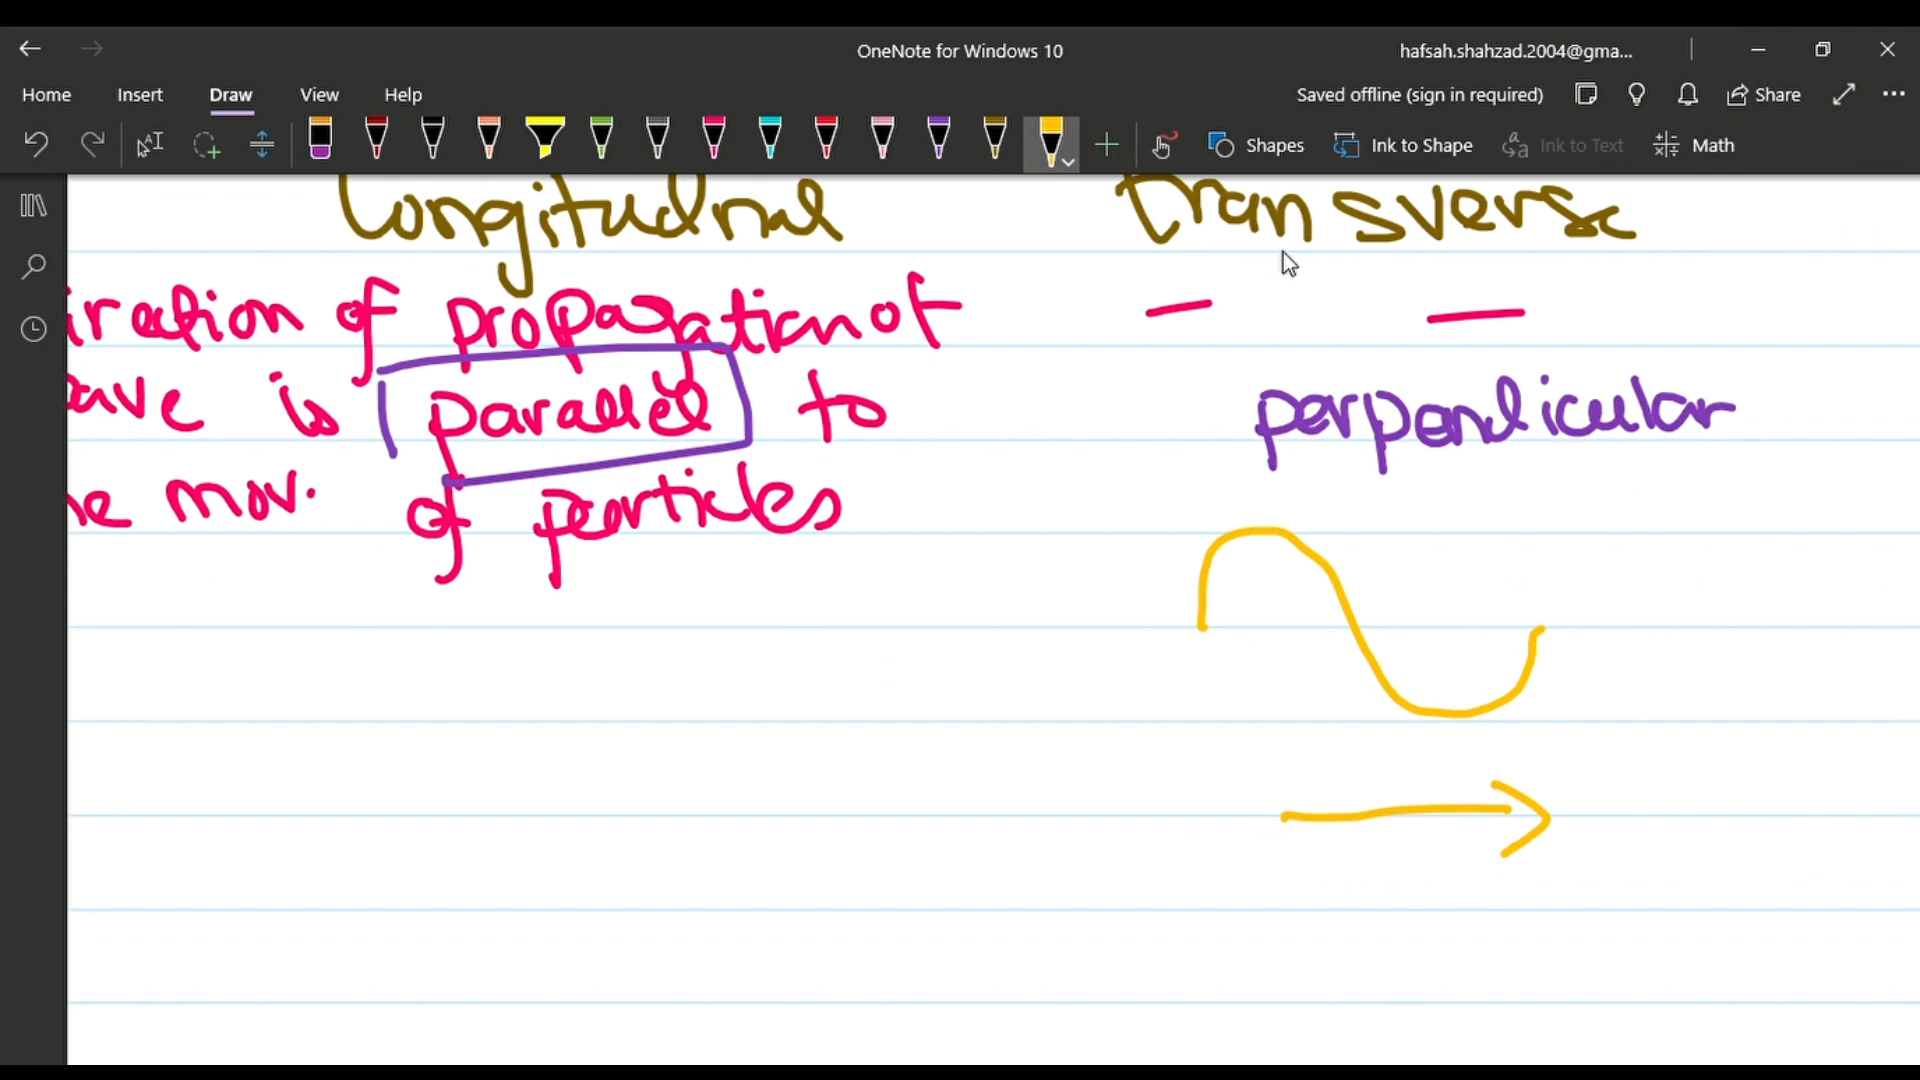 OneNote for Windows 10
hafsah.shahzad.2004@gma...
Home Insert Draw View Help
Saved offline (sign in required) Share
Shapes Ink to Shape Ink to Text Math
Longitudinal Transverse
irection of propagation of — —
ave is parallel to perpendicular
he mov. of particles